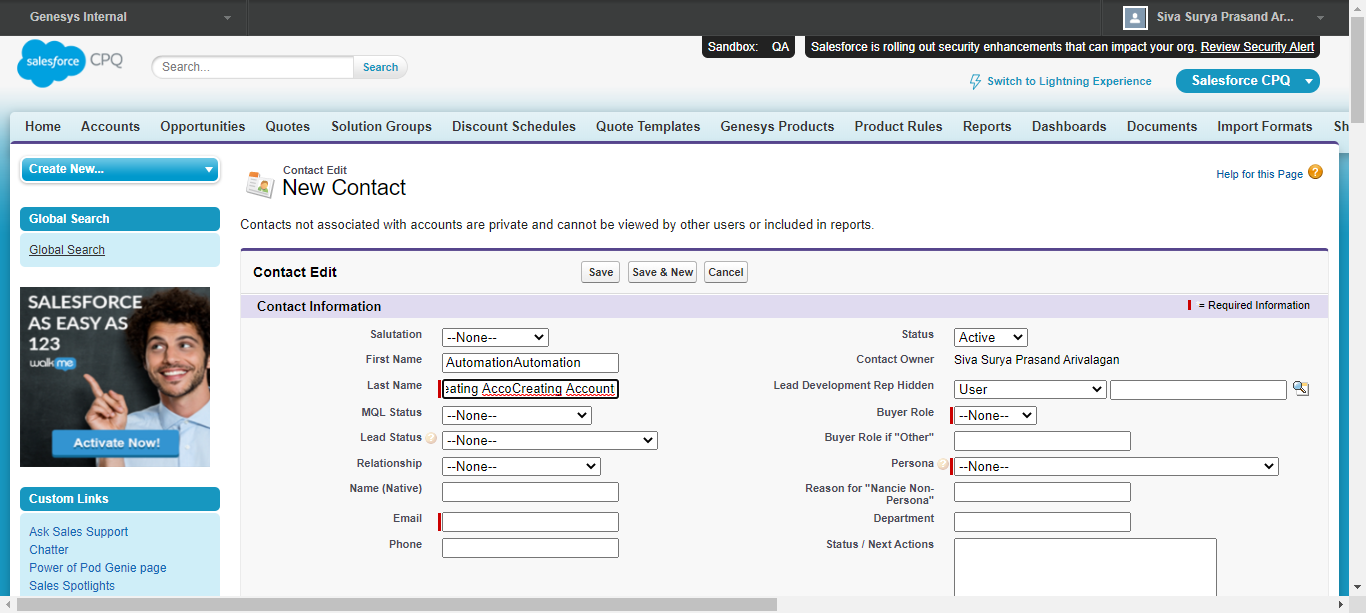 Genesys Internal
Siva Surya Prasand Ar...
salesforce CPQ
Search...
Search
Sandbox: QA
Salesforce is rolling out security enhancements that can impact your org. Review Security Alert
Switch to Lightning Experience
Salesforce CPQ
Home Accounts Opportunities Quotes Solution Groups Discount Schedules Quote Templates Genesys Products Product Rules Reports Dashboards Documents Import Formats Sh
Create New...
Global Search
Global Search
SALESFORCE
AS EASY AS
123
walkme
Activate Now!
Custom Links
Ask Sales Support
Chatter
Power of Pod Genie page
Sales Spotlights
Contact Edit
New Contact
Help for this Page ?
Contacts not associated with accounts are private and cannot be viewed by other users or included in reports.
Contact Edit
Save
Save & New
Cancel
Contact Information
= Required Information
Salutation --None--
Status Active
First Name AutomationAutomation
Contact Owner Siva Surya Prasand Arivalagan
Last Name eating AccoCreating Account
Lead Development Rep Hidden User
MQL Status --None--
Buyer Role --None--
Lead Status ? --None--
Buyer Role if "Other"
Relationship --None--
Persona ? --None--
Name (Native)
Reason for "Nancie Non-
Persona"
Email
Department
Phone
Status / Next Actions